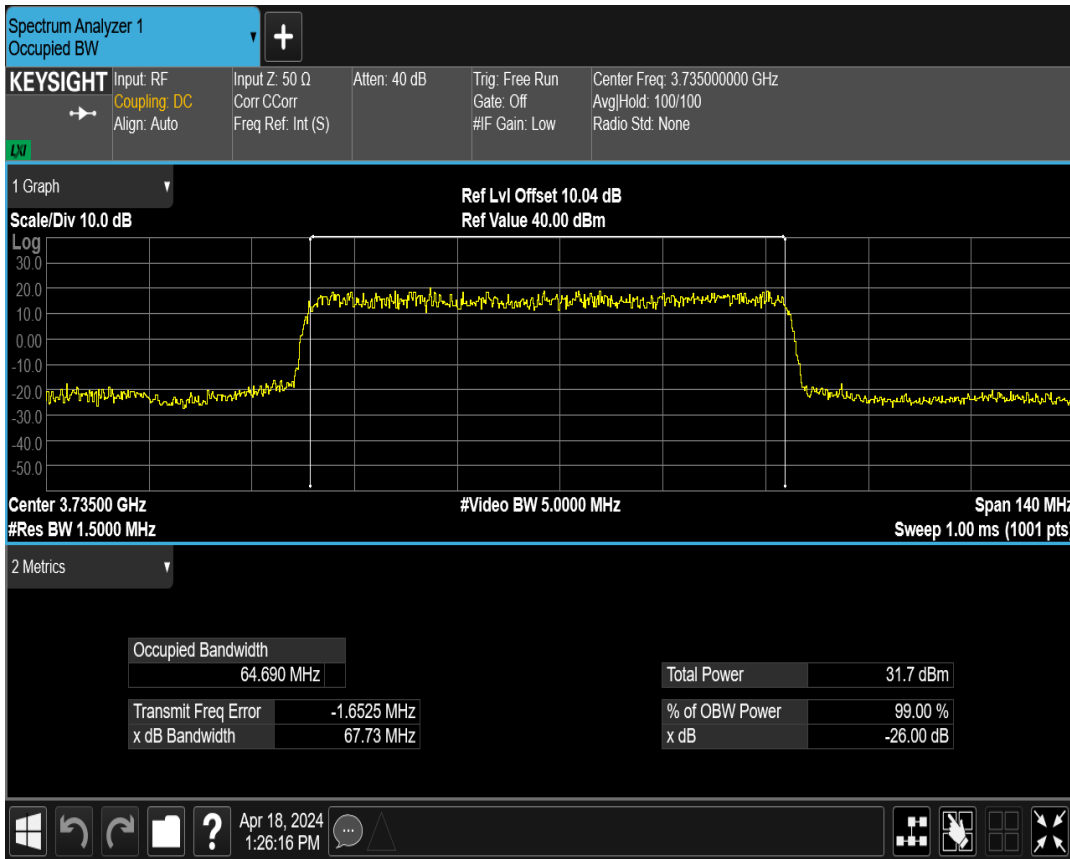 Spectrum Analyzer 1
Occupied BW
KEYSIGHT
LXI
Input: RF
Coupling: DC
Align: Auto
Input Z: 50 Ω
Corr CCorr
Freq Ref: Int (S)
Atten: 40 dB
Trig: Free Run
Gate: Off
#IF Gain: Low
Center Freq: 3.735000000 GHz
Avg|Hold: 100/100
Radio Std: None
1 Graph
Ref Lvl Offset 10.04 dB
Scale/Div 10.0 dB
Ref Value 40.00 dBm
Log
30.0
20.0
10.0
0.00
-10.0
-20.0
-30.0
-40.0
-50.0
Center 3.73500 GHz
#Video BW 5.0000 MHz
Span 140 MHz
#Res BW 1.5000 MHz
Sweep 1.00 ms (1001 pts)
2 Metrics
Occupied Bandwidth
64.690 MHz
Total Power 31.7 dBm
Transmit Freq Error -1.6525 MHz
% of OBW Power 99.00 %
x dB Bandwidth 67.73 MHz
x dB -26.00 dB
?
Apr 18, 2024
1:26:16 PM